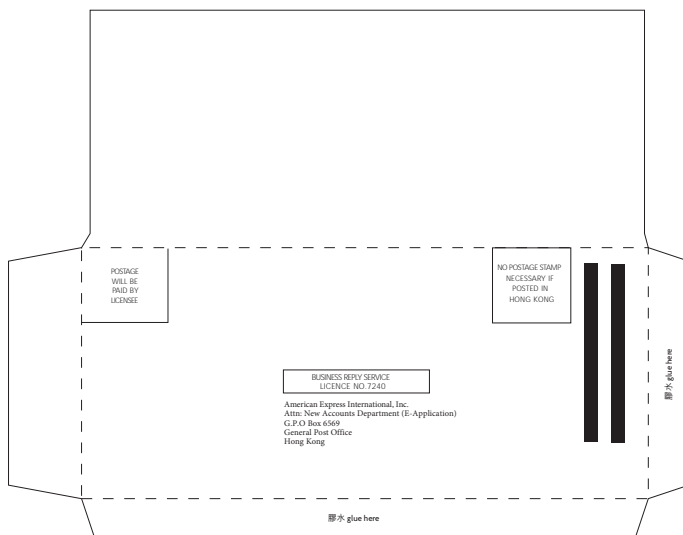 POSTAGE
WILL BE
PAID BY
LICENSEE
NO POSTAGE STAMP
NECESSARY IF
POSTED IN
HONG KONG
BUSINESS REPLY SERVICE
LICENCE NO.7240
American Express International, Inc.
Attn: New Accounts Department (E-Application)
G.P.O Box 6569
General Post Office
Hong Kong
膠水 glue here
膠水 glue here